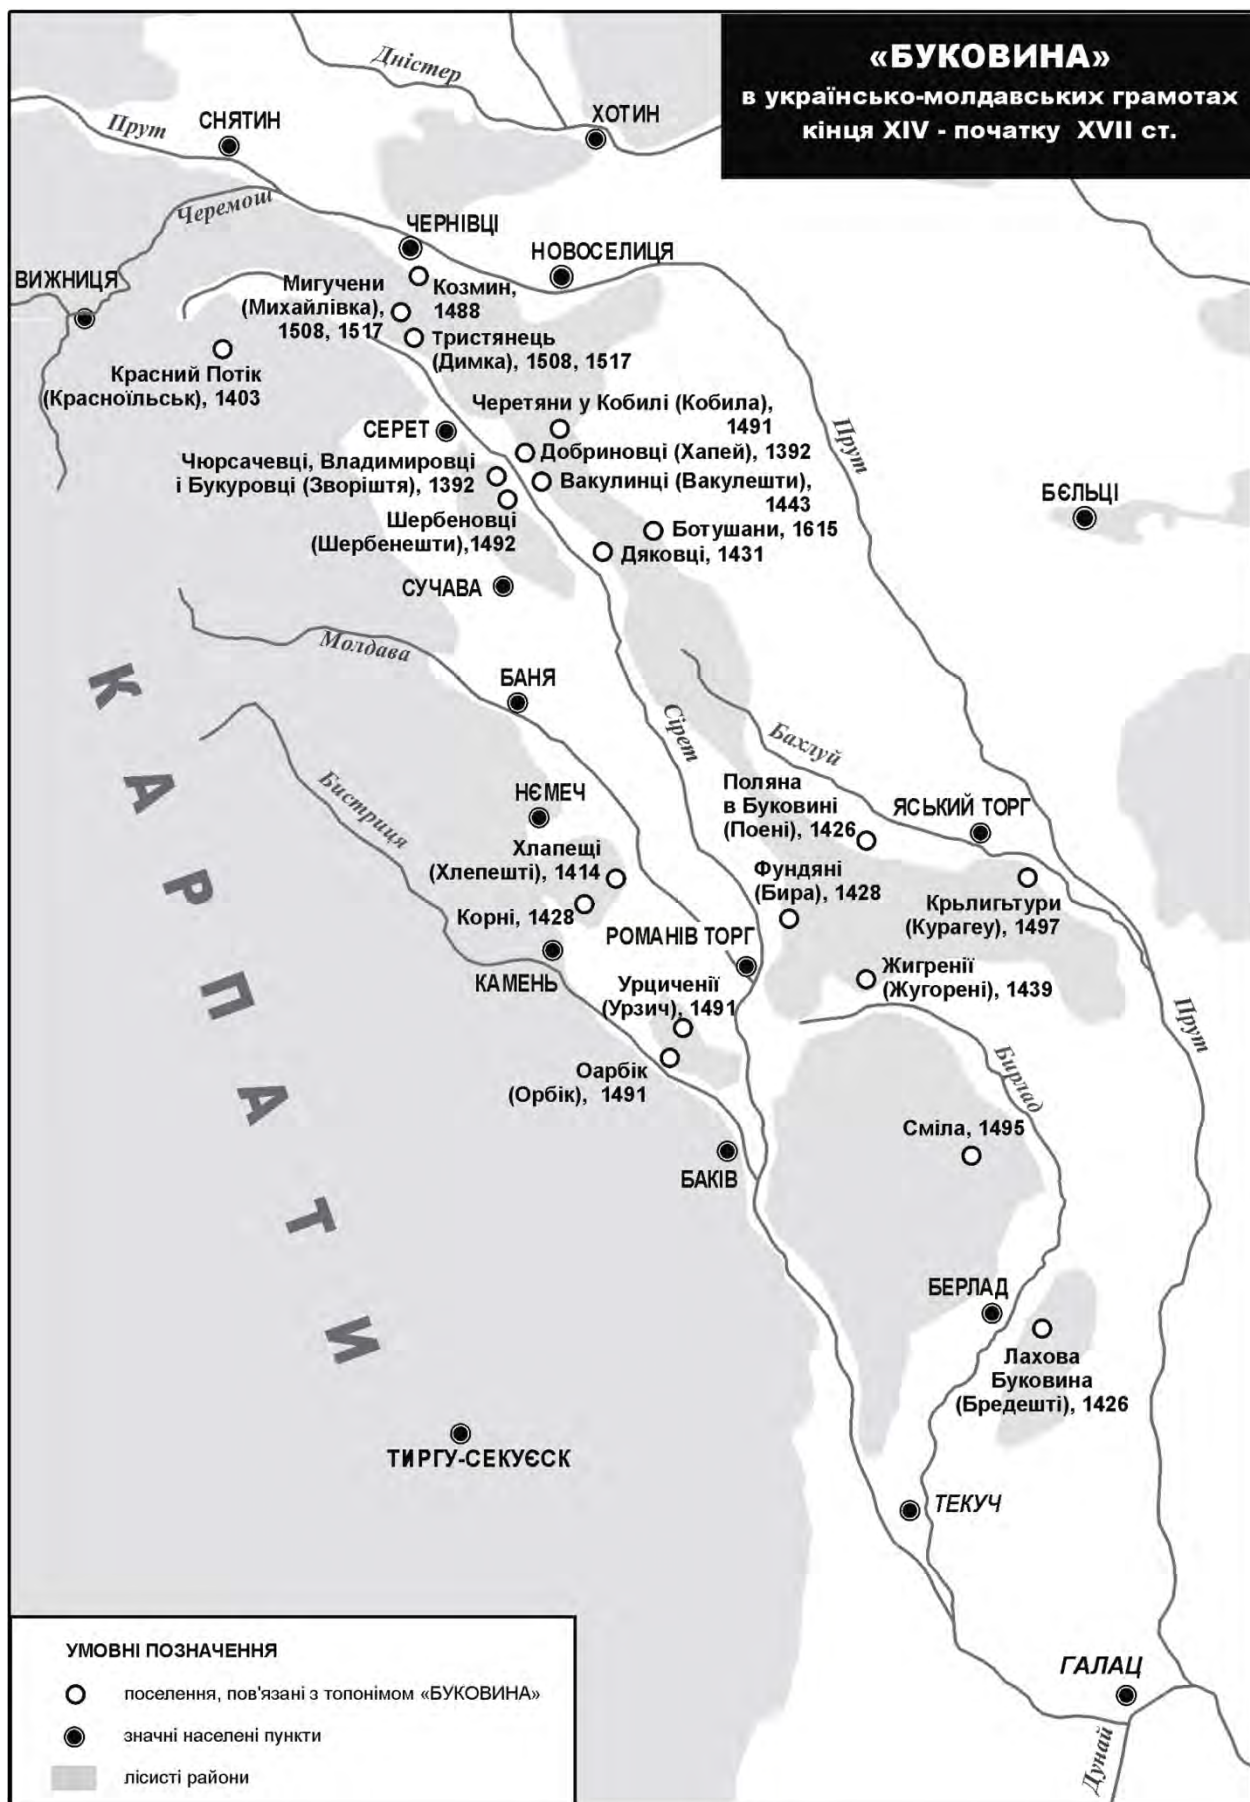 «БУКОВИНА»
в українсько-молдавських грамотах
кінця XIV - початку XVII ст.
Дністер
ХОТИН
СНЯТИН
Прут
Черемош
ЧЕРНІВЦІ
НОВОСЕЛИЦЯ
ВИЖНИЦЯ
Козмин,
1488
Мигучени
(Михайлівка),
1508, 1517
Тристянець
(Димка), 1508, 1517
Красний Потік
(Красноїльськ), 1403
Черетяни у Кобилі (Кобила),
1491
СЕРЕТ
Добриновці (Хапей), 1392
Чюрсачевці, Владимировці
і Букуровці (Зворіштя), 1392
Вакулинці (Вакулешти),
1443
Прут
БЄЛЬЦІ
Шербеновці
(Шербенешти),1492
Ботушани, 1615
Дяковці, 1431
СУЧАВА
Молдава
БАНЯ
Сірет
Бахлуй
Бистриця
НЄМЕЧ
Поляна
в Буковині
(Поені), 1426
ЯСЬКИЙ ТОРГ
Хлапещі
(Хлепешті), 1414
Фундяні
(Бира), 1428
Корні, 1428
Крьлигътури
(Курагеу), 1497
РОМАНІВ ТОРГ
КАМЕНЬ
Жигренії
(Жугорені), 1439
Урциченії
(Урзич), 1491
Прут
Оарбік
(Орбік), 1491
Бирлад
Сміла, 1495
БАКІВ
КАРПАТИ
БЕРЛАД
Лахова
Буковина
(Бредешті), 1426
ТИРГУ-СЕКУЄСК
ТЕКУЧ
ГАЛАЦ
Дунай
УМОВНІ ПОЗНАЧЕННЯ
поселення, пов'язані з топонімом «БУКОВИНА»
значні населені пункти
лісисті райони